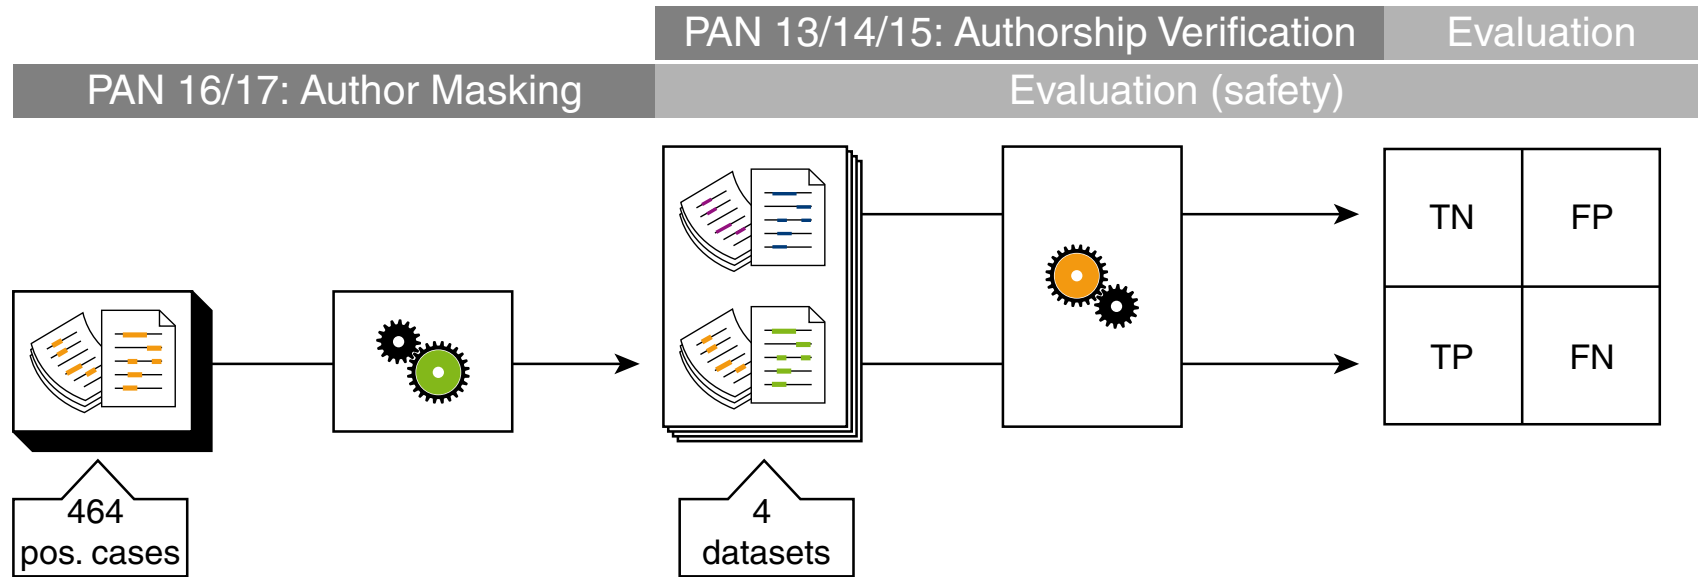 PAN 13/14/15: Authorship Verification
Evaluation
PAN 16/17: Author Masking
Evaluation (safety)
TN
FP
TP
FN
464
pos. cases
4
datasets